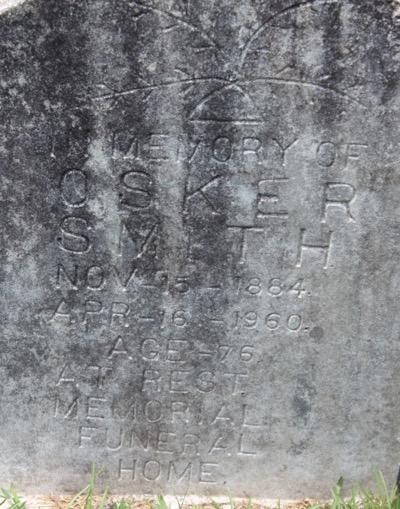 IN MEMORY OF
OSKER
SMITH
NOV-15-1884.
APR-16-1960.
AGE-76
AT REST
MEMORIAL
FUNERAL
HOME.